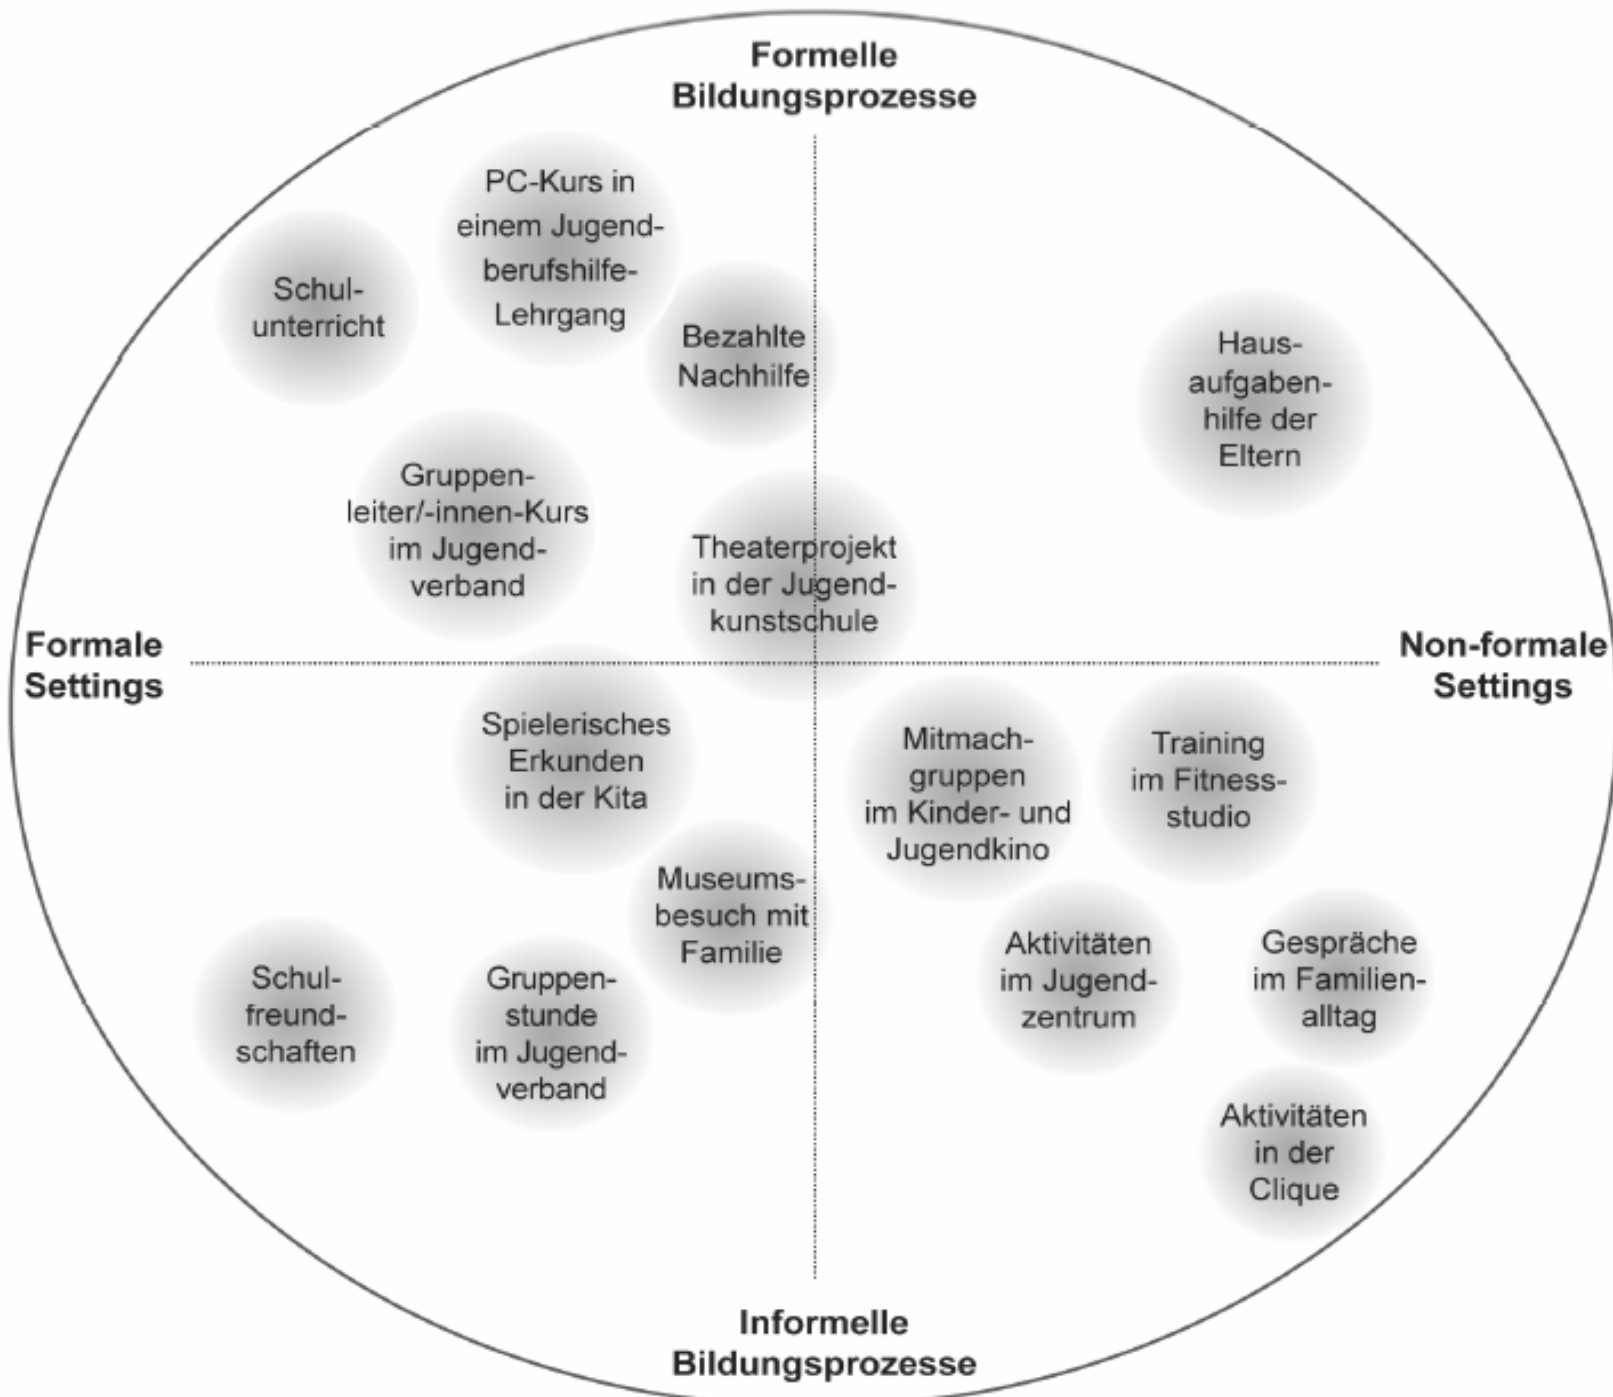 Formelle
Bildungsprozesse
PC-Kurs in
einem Jugend-
berufshilfe-
Lehrgang
Schul-
unterricht
Bezahlte
Nachhilfe
Haus-
aufgaben-
hilfe der
Eltern
Gruppen-
leiter/-innen-Kurs
im Jugend-
verband
Theaterprojekt
in der Jugend-
kunstschule
Formale
Settings
Non-formale
Settings
Spielerisches
Erkunden
in der Kita
Mitmach-
gruppen
im Kinder- und
Jugendkino
Training
im Fitness-
studio
Museums-
besuch mit
Familie
Schul-
freund-
schaften
Gruppen-
stunde
im Jugend-
verband
Aktivitäten
im Jugend-
zentrum
Gespräche
im Familien-
alltag
Aktivitäten
in der
Clique
Informelle
Bildungsprozesse